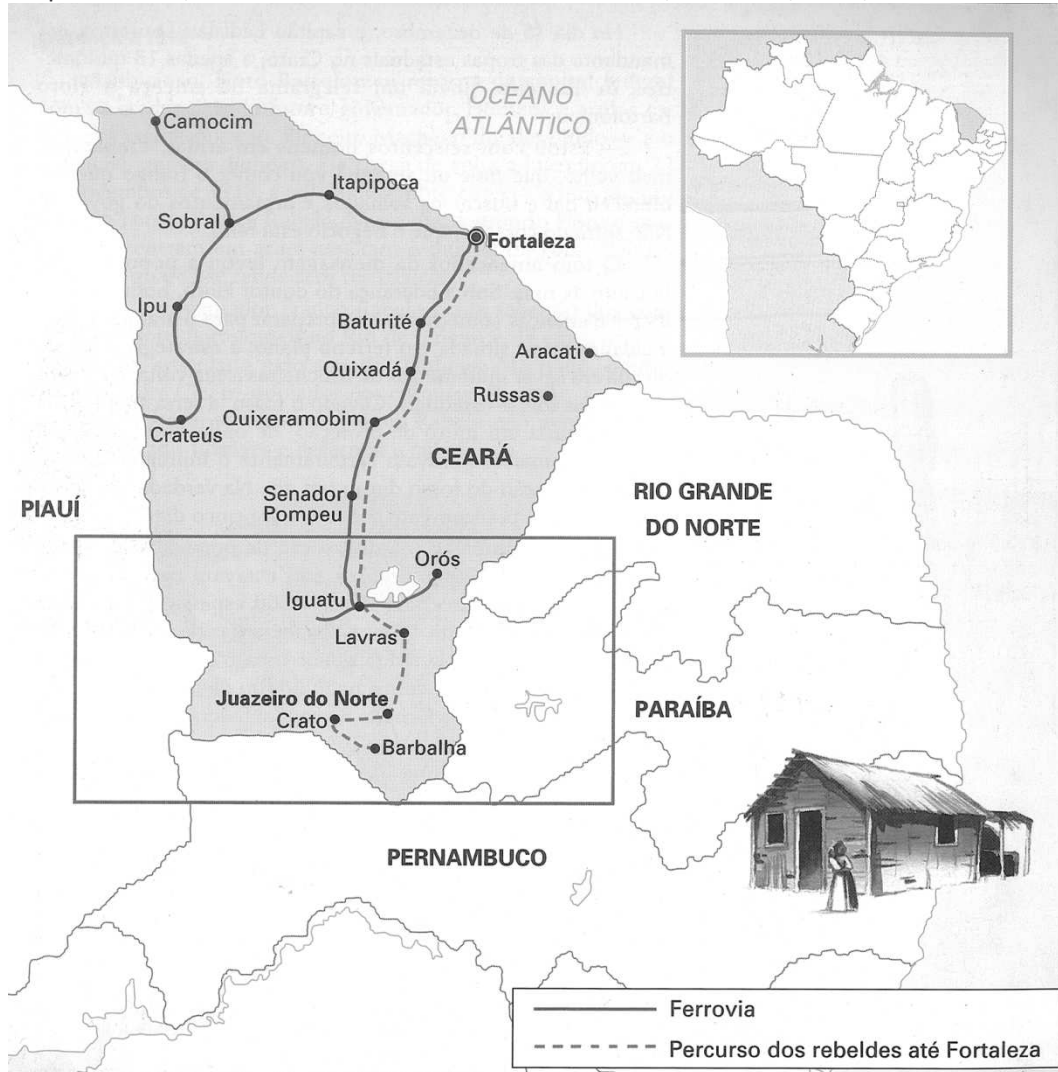 OCEANO
ATLÂNTICO
Camocim
Itapipoca
Sobral
Fortaleza
Ipu
Baturité
Aracati
Quixadá
Russas
Quixeramobim
Crateús
CEARÁ
Senador
Pompeu
RIO GRANDE
DO NORTE
PIAUÍ
Orós
Iguatu
Lavras
Juazeiro do Norte
Crato
PARAÍBA
Barbalha
PERNAMBUCO
Ferrovia
Percurso dos rebeldes até Fortaleza